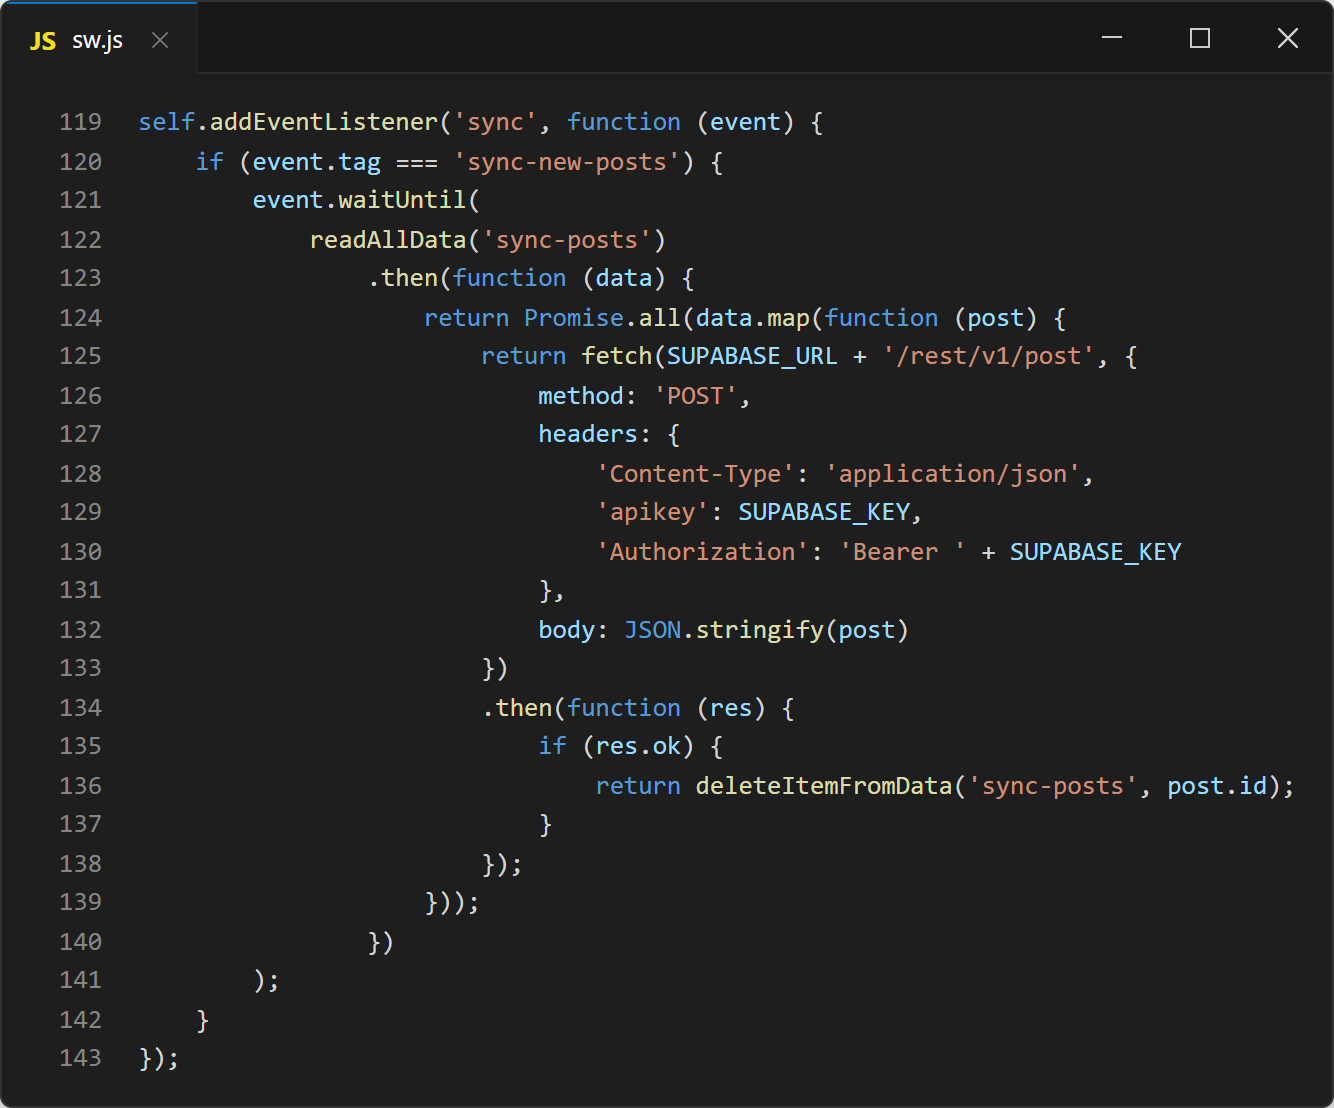 JS sw.js
119 self.addEventListener('sync', function (event) {
120     if (event.tag === 'sync-new-posts') {
121         event.waitUntil(
122             readAllData('sync-posts')
123                 .then(function (data) {
124                     return Promise.all(data.map(function (post) {
125                         return fetch(SUPABASE_URL + '/rest/v1/post', {
126                             method: 'POST',
127                             headers: {
128                                 'Content-Type': 'application/json',
129                                 'apikey': SUPABASE_KEY,
130                                 'Authorization': 'Bearer ' + SUPABASE_KEY
131                             },
132                             body: JSON.stringify(post)
133                         })
134                         .then(function (res) {
135                             if (res.ok) {
136                                 return deleteItemFromData('sync-posts', post.id);
137                             }
138                         });
139                     }));
140                 })
141         );
142     }
143 });